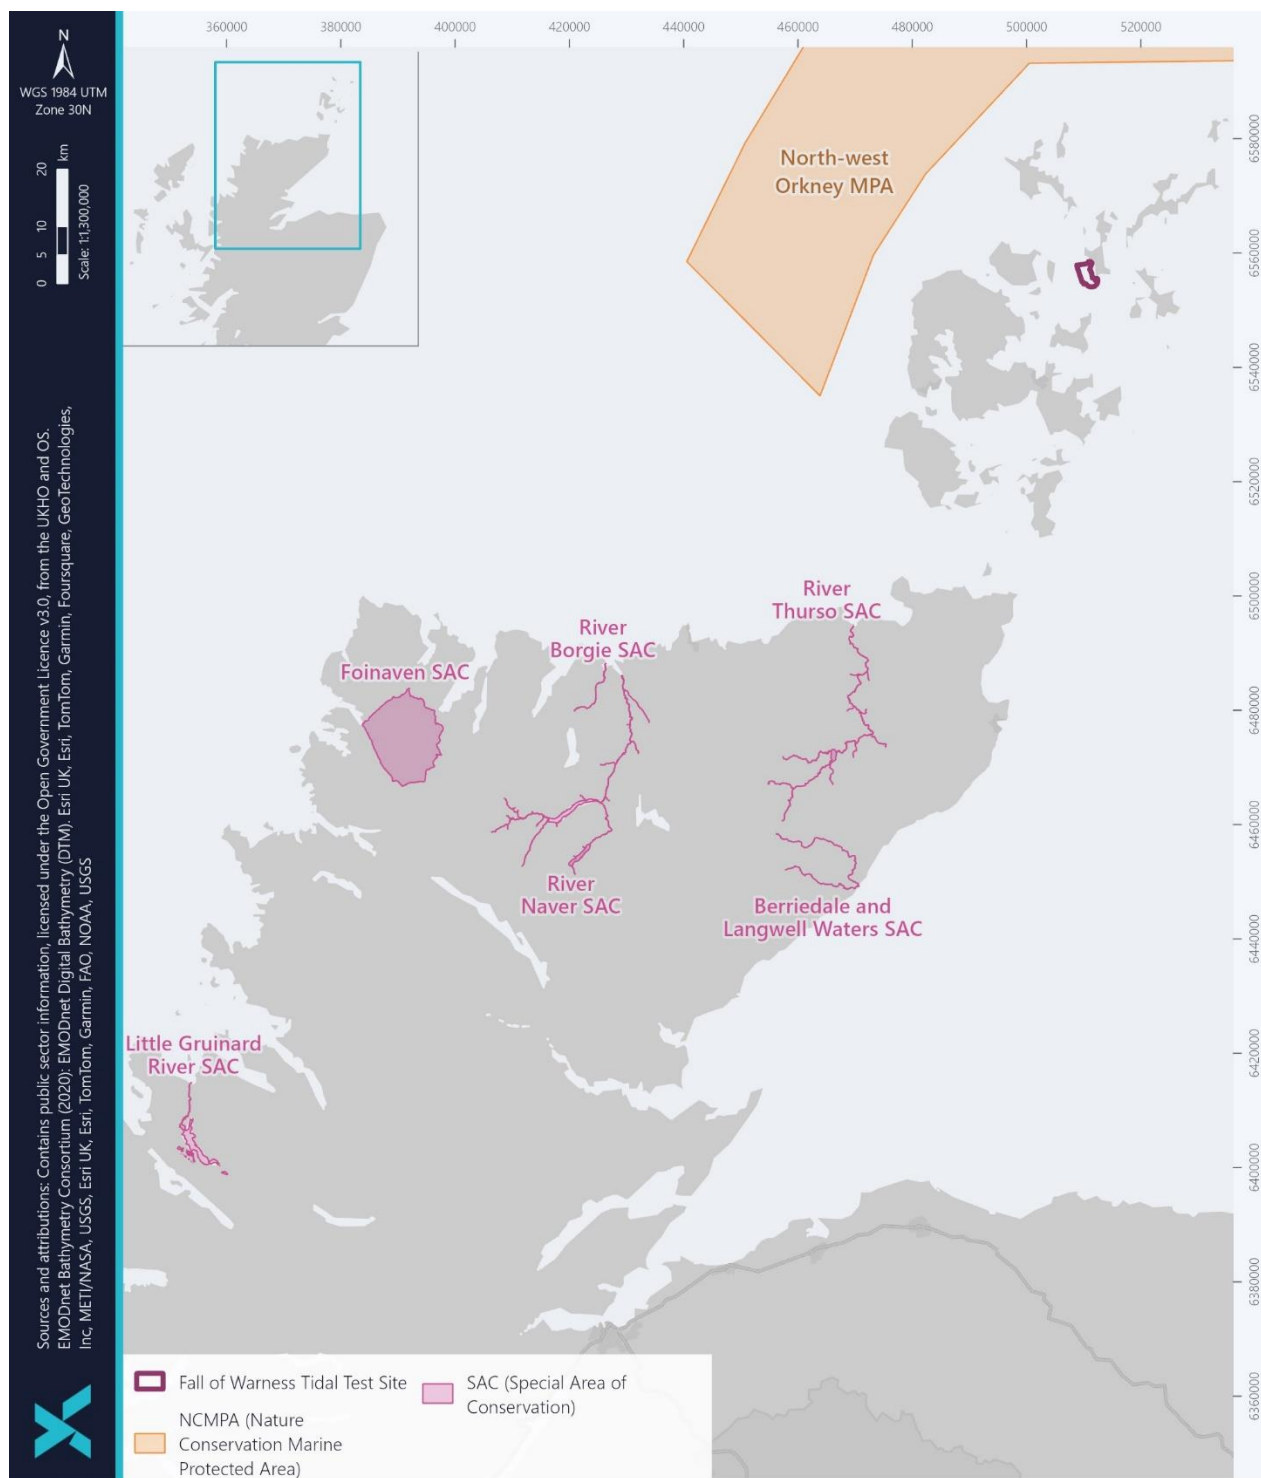 360000 380000 400000 420000 440000 460000 480000 500000 520000
N
WGS 1984 UTM
Zone 30N
0 5 10 20
km
Scale: 1:1,300,000
Sources and attributions: Contains public sector information, licensed under the Open Government Licence v3.0, from the UKHO and OS.
EMODnet Bathymetry Consortium (2020): EMODnet Digital Bathymetry (DTM). Esri UK, Esri, TomTom, Garmin, Foursquare, GeoTechnologies,
Inc, METI/NASA, USGS, Esri UK, Esri, TomTom, Garmin, FAO, NOAA, USGS
North-west
Orkney MPA
River
Thurso SAC
River
Borgie SAC
Foinaven SAC
River
Naver SAC
Berriedale and
Langwell Waters SAC
Little Gruinard
River SAC
6580000
6560000
6540000
6520000
6500000
6480000
6460000
6440000
6420000
6400000
6380000
6360000
Fall of Warness Tidal Test Site
NCMPA (Nature
Conservation Marine
Protected Area)
SAC (Special Area of
Conservation)